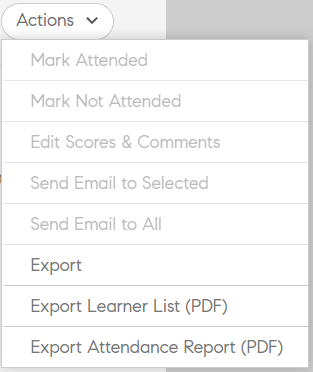 Actions
Mark Attended
Mark Not Attended
Edit Scores & Comments
Send Email to Selected
Send Email to All
Export
Export Learner List (PDF)
Export Attendance Report (PDF)